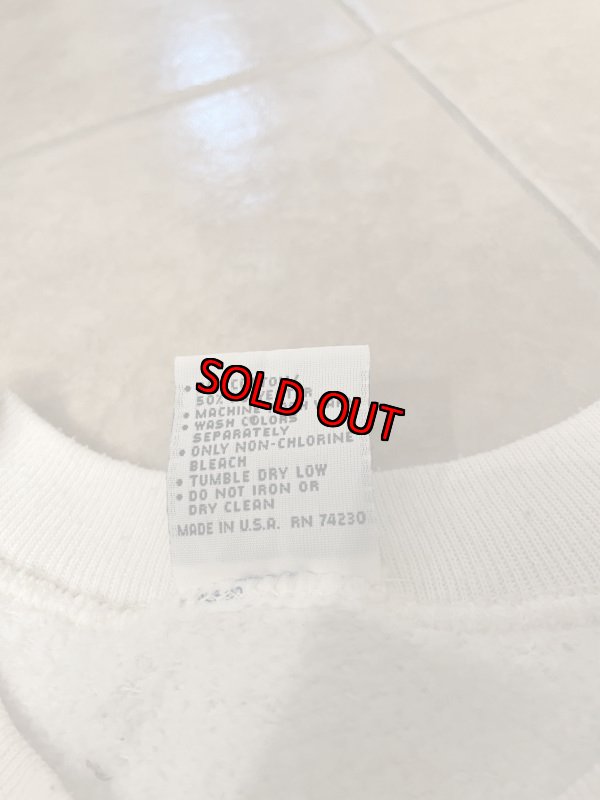 SOLD OUT
• COTTON/
50%
• MACHINE
• WASH COLORS
SEPARATELY
• ONLY NON-CHLORINE
BLEACH
• TUMBLE DRY LOW
• DO NOT IRON OR
DRY CLEAN
MADE IN U.S.A. RN 74230